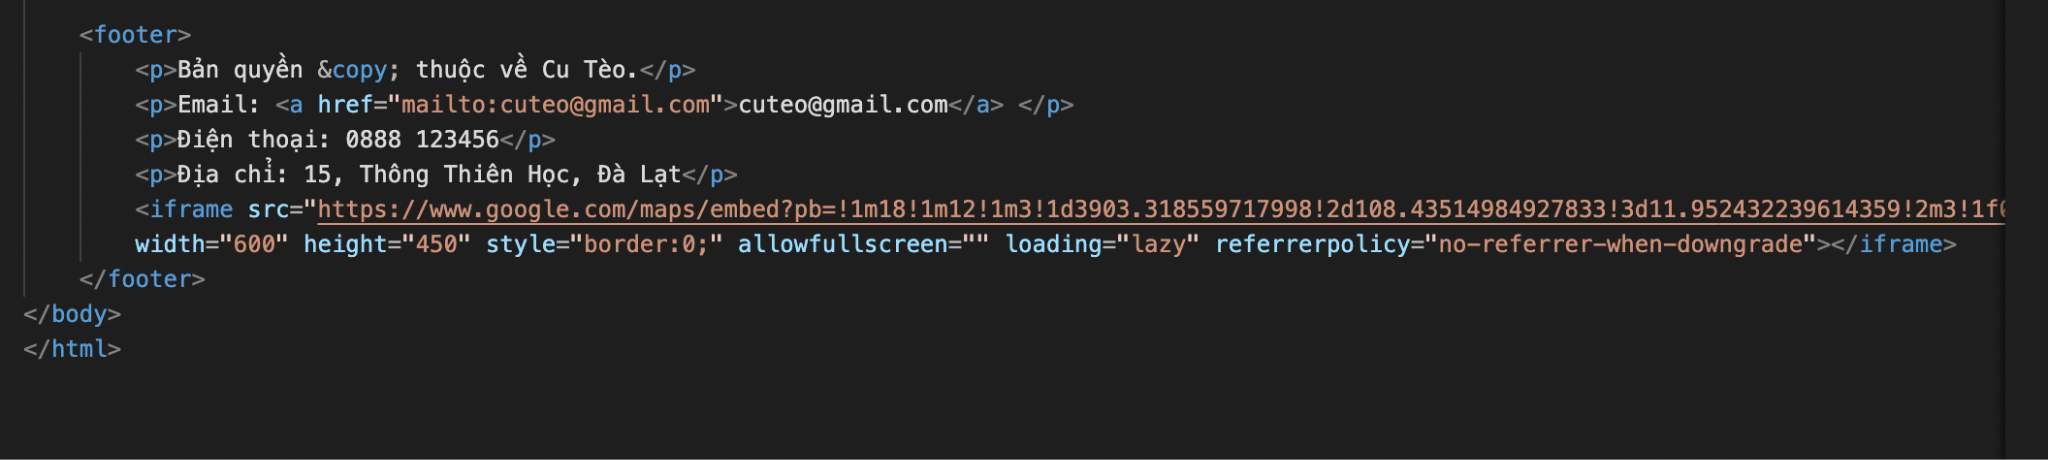 <footer>
<p>Bản quyền &copy; thuộc về Cu Tèo.</p>
<p>Email: <a href="mailto:cuteo@gmail.com">cuteo@gmail.com</a> </p>
<p>Điện thoại: 0888 123456</p>
<p>Địa chỉ: 15, Thông Thiên Học, Đà Lạt</p>
<iframe src="https://www.google.com/maps/embed?pb=!1m18!1m12!1m3!1d3903.318559717998!2d108.43514984927833!3d11.952432239614359!2m3!1f
width="600" height="450" style="border:0;" allowfullscreen="" loading="lazy" referrerpolicy="no-referrer-when-downgrade"></iframe>
</footer>
</body>
</html>